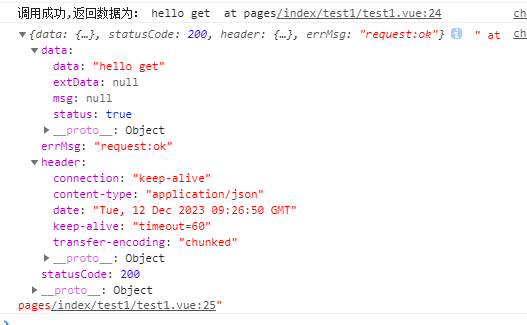 调用成功,返回数据为: hello get at pages/index/test1/test1.vue:24 ch
{data: {…}, statusCode: 200, header: {…}, errMsg: "request:ok"} i " at ch
data:
data: "hello get"
extData: null
msg: null
status: true
__proto__: Object
errMsg: "request:ok"
header:
connection: "keep-alive"
content-type: "application/json"
date: "Tue, 12 Dec 2023 09:26:50 GMT"
keep-alive: "timeout=60"
transfer-encoding: "chunked"
__proto__: Object
statusCode: 200
__proto__: Object
pages/index/test1/test1.vue:25"